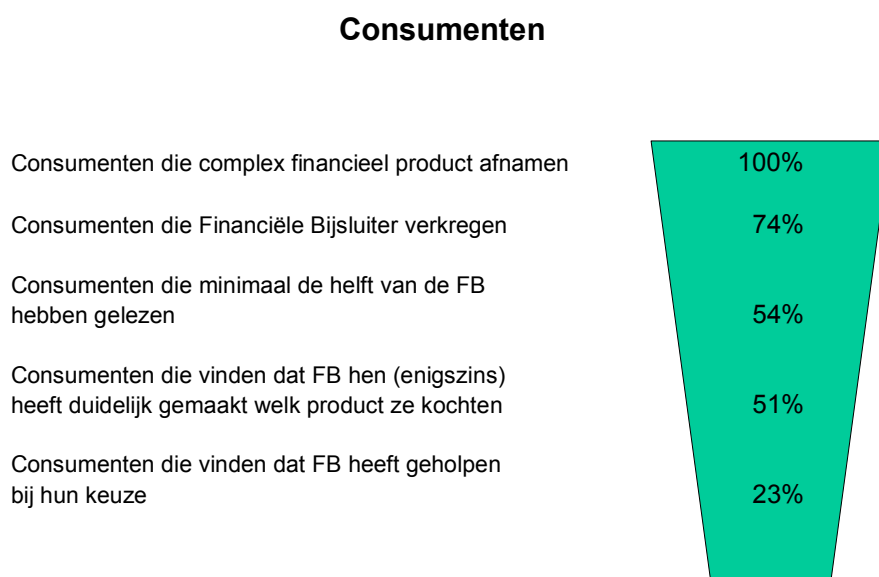 Consumenten
Consumenten die complex financieel product afnamen 100%
Consumenten die Financiële Bijsluiter verkregen 74%
Consumenten die minimaal de helft van de FB
hebben gelezen 54%
Consumenten die vinden dat FB hen (enigszins)
heeft duidelijk gemaakt welk product ze kochten 51%
Consumenten die vinden dat FB heeft geholpen
bij hun keuze 23%